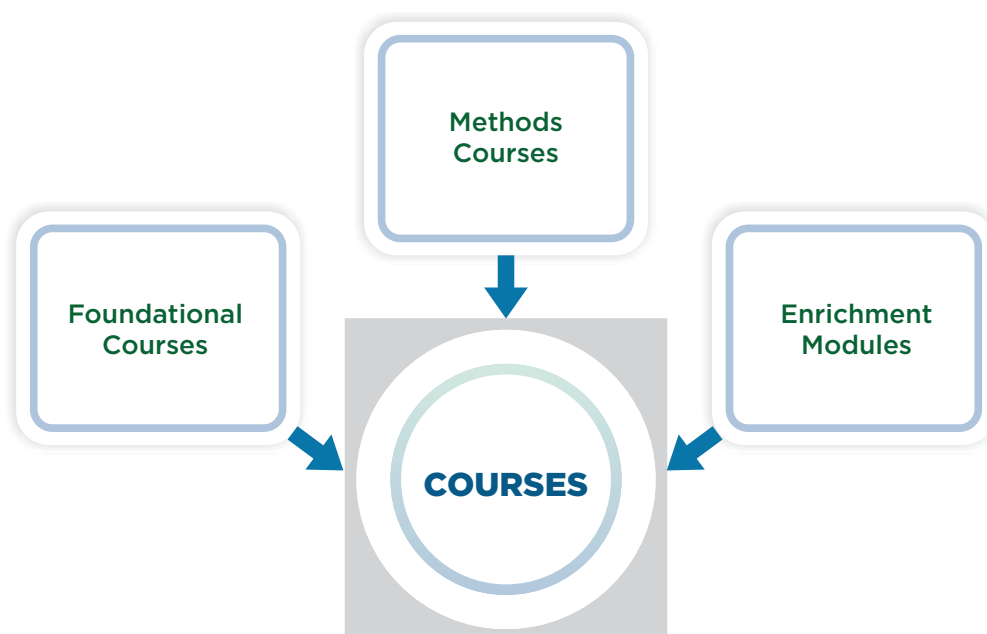 Methods
Courses
Foundational
Courses
Enrichment
Modules
COURSES